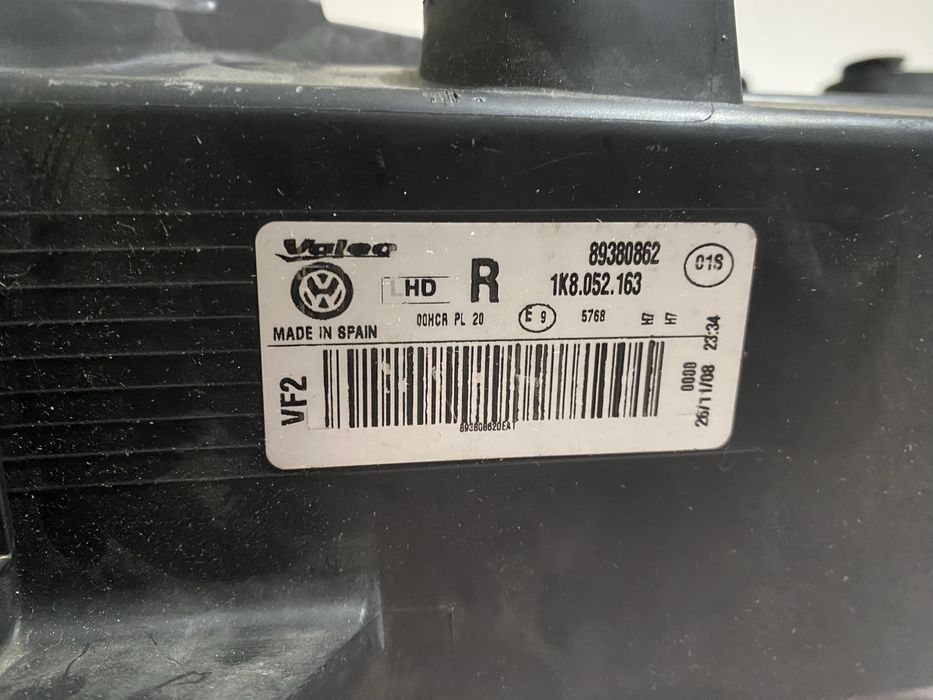 Valeo
89380862
01S
LHD R 1K8.052.163
00HCR PL 20 E 9 5768 H7 H7
MADE IN SPAIN
VF2
893808620EA1
0000
26/11/08 23:34